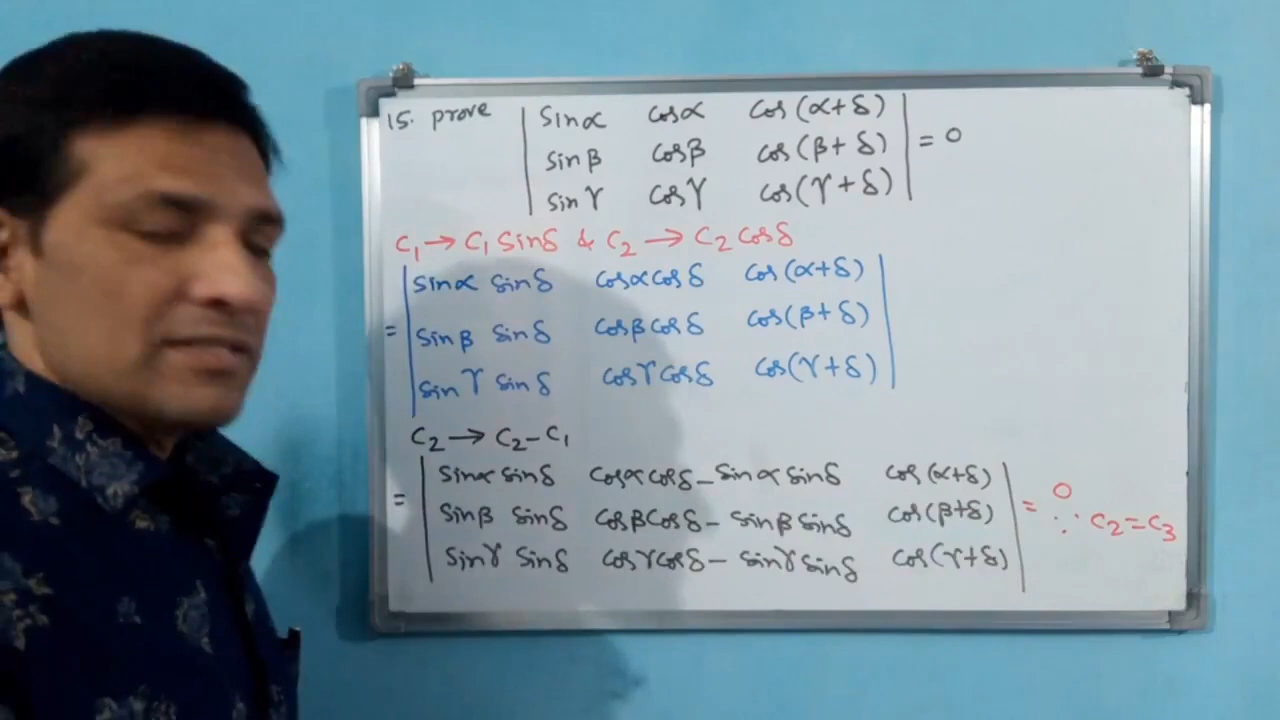 15. prove | sinα cosα cos(α+δ) |
| sinβ cosβ cos(β+δ) | = 0
| sinγ cosγ cos(γ+δ) |
C₁ → C₁ sinδ & C₂ → C₂ cosδ
| sinα sinδ cosα cosδ cos(α+δ) |
= | sinβ sinδ cosβ cosδ cos(β+δ) |
| sinγ sinδ cosγ cosδ cos(γ+δ) |
C₂ → C₂-C₁
| sinα sinδ cosα cosδ - sinα sinδ cos(α+δ) | = 0
= | sinβ sinδ cosβ cosδ - sinβ sinδ cos(β+δ) | ∵ C₂=C₃
| sinγ sinδ cosγ cosδ - sinγ sinδ cos(γ+δ) |